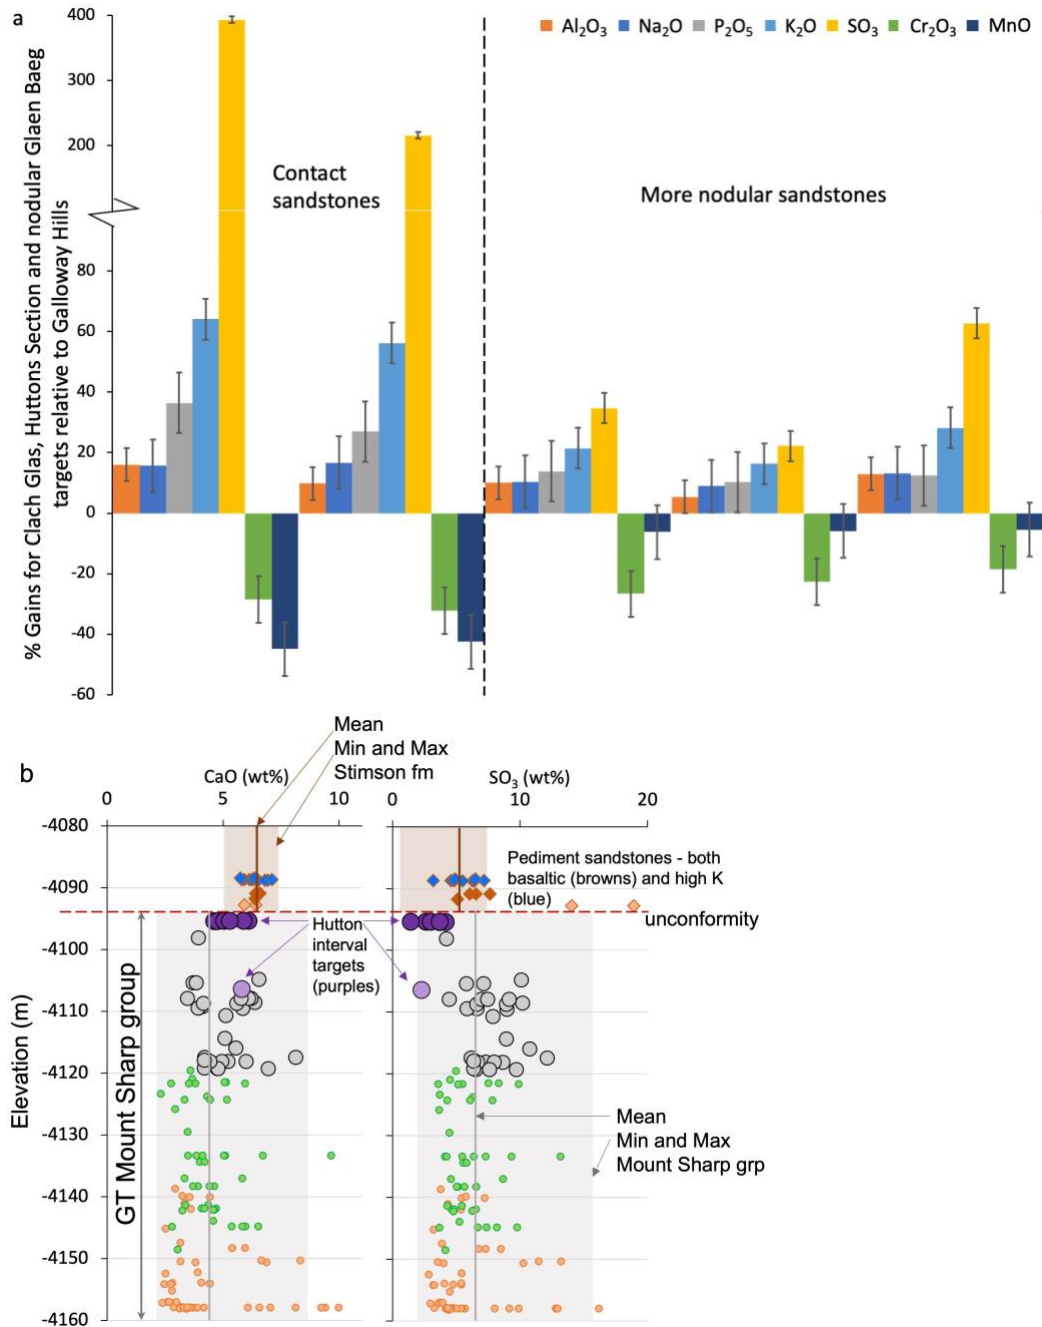 a
Al2O3 Na2O P2O5 K2O SO3 Cr2O3 MnO
% Gains for Clach Glas, Huttons Section and nodular Glaen Baeg
targets relative to Galloway Hills
400
300
200
80
60
40
20
0
-20
-40
-60
Contact
sandstones
More nodular sandstones
b
Mean
Min and Max
Stimson fm
CaO (wt%)
SO3 (wt%)
0 5 10
0 10 20
Elevation (m)
-4080
-4090
-4100
-4110
-4120
-4130
-4140
-4150
-4160
GT Mount Sharp group
Pediment sandstones - both
basaltic (browns) and high K
(blue)
unconformity
Hutton
interval
targets
(purples)
Mean
Min and Max
Mount Sharp grp